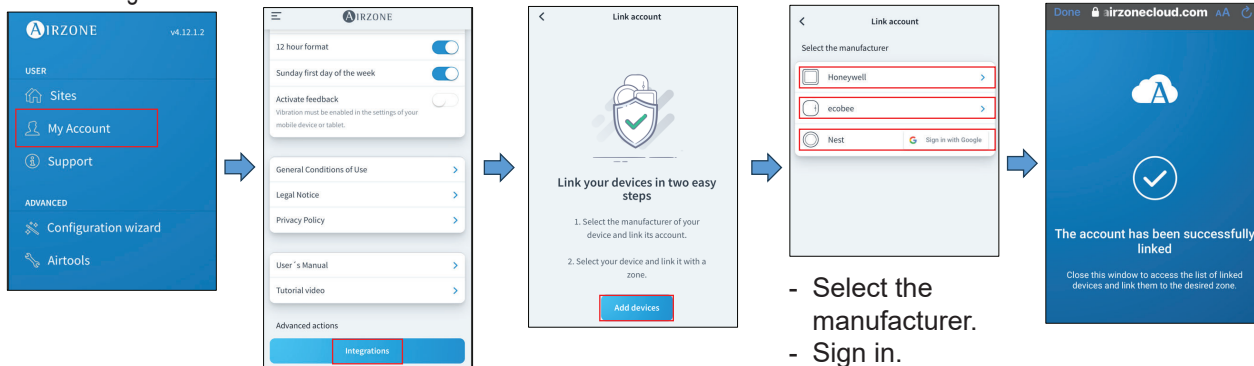 AIRZONE
v4.12.1.2
USER
Sites
My Account
Support
ADVANCED
Configuration wizard
Airtools
AIRZONE
12 hour format
Sunday first day of the week
Activate feedback
Vibration must be enabled in the settings of your
mobile device or tablet.
General Conditions of Use
Legal Notice
Privacy Policy
User´s Manual
Tutorial video
Advanced actions
Integrations
Link account
Link your devices in two easy
steps
1. Select the manufacturer of your
device and link its account.
2. Select your device and link it with a
zone.
Add devices
Link account
Select the manufacturer
Honeywell
ecobee
Nest
G Sign in with Google
- Select the
manufacturer.
- Sign in.
Done airzonecloud.com AA
A
The account has been successfully
linked
Close this window to access the list of linked
devices and link them to the desired zone.